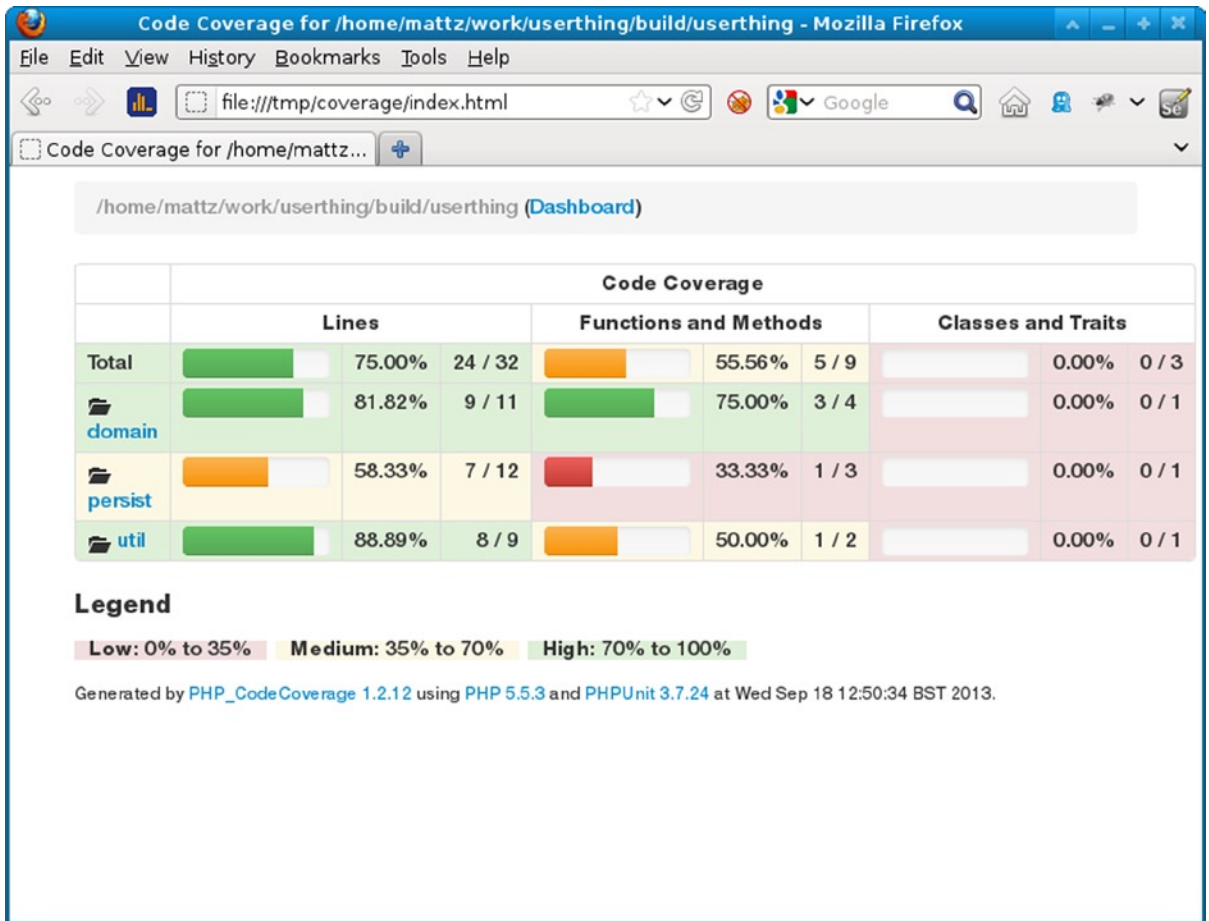 Code Coverage for /home/mattz/work/userthing/build/userthing - Mozilla Firefox
File Edit View History Bookmarks Tools Help
file:///tmp/coverage/index.html Google Se
Code Coverage for /home/mattz...
/home/mattz/work/userthing/build/userthing (Dashboard)
Code Coverage
Lines Functions and Methods Classes and Traits
Total 75.00% 24 / 32 55.56% 5 / 9 0.00% 0 / 3
domain 81.82% 9 / 11 75.00% 3 / 4 0.00% 0 / 1
persist 58.33% 7 / 12 33.33% 1 / 3 0.00% 0 / 1
util 88.89% 8 / 9 50.00% 1 / 2 0.00% 0 / 1
Legend
Low: 0% to 35% Medium: 35% to 70% High: 70% to 100%
Generated by PHP_CodeCoverage 1.2.12 using PHP 5.5.3 and PHPUnit 3.7.24 at Wed Sep 18 12:50:34 BST 2013.